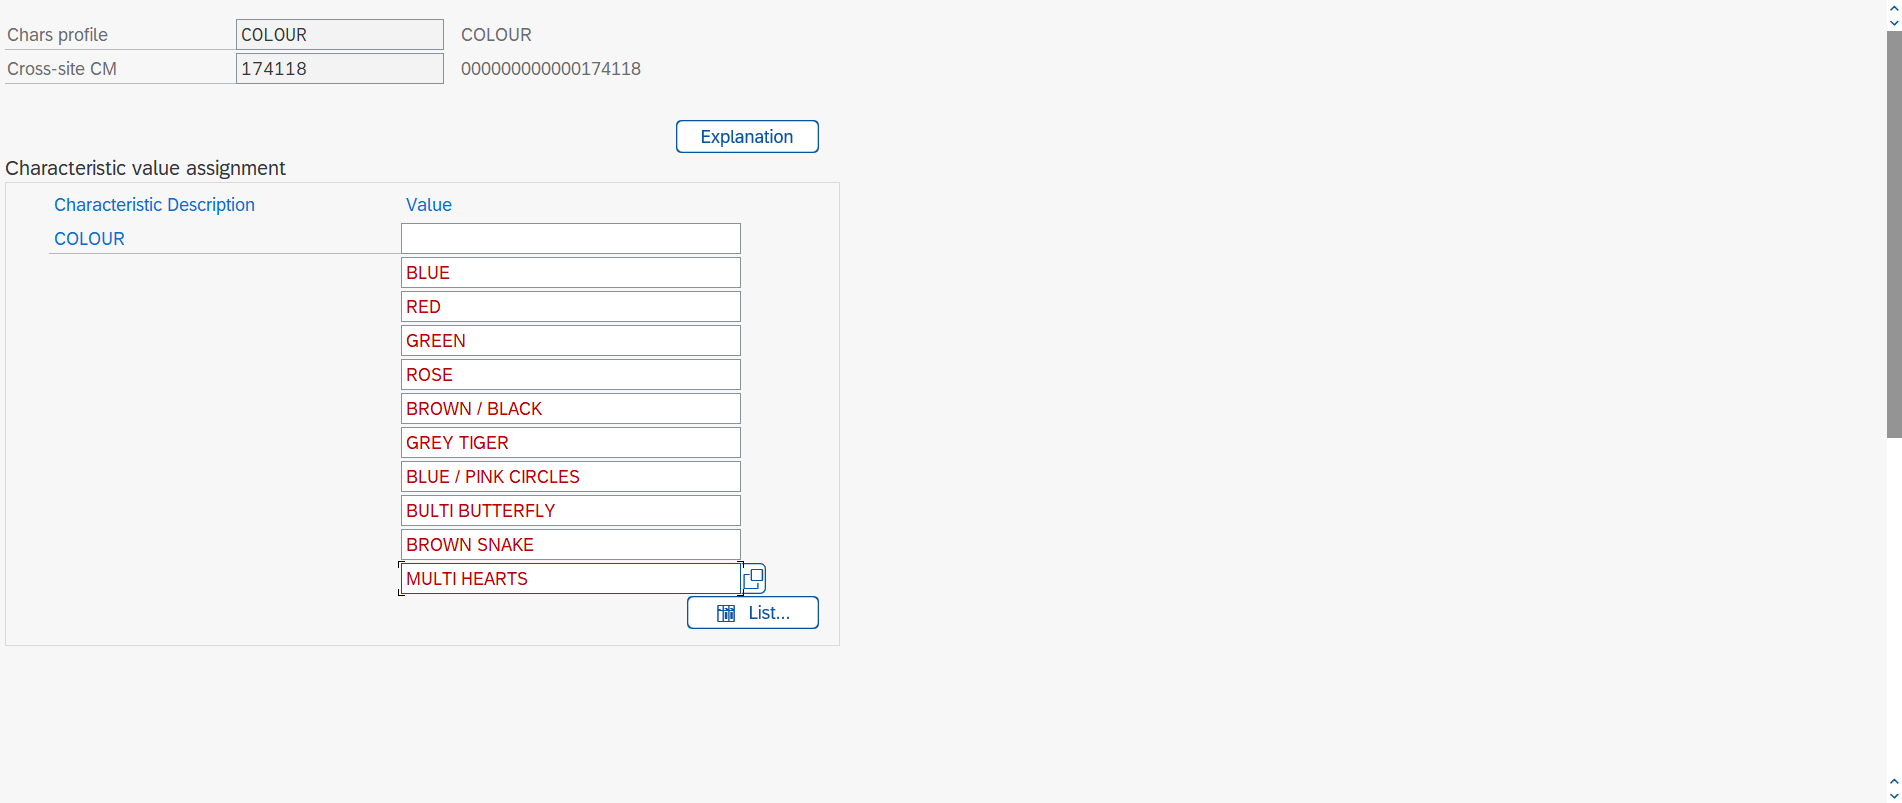 Chars profile COLOUR COLOUR
Cross-site CM 174118 000000000000174118
Explanation
Characteristic value assignment
Characteristic Description Value
COLOUR
BLUE
RED
GREEN
ROSE
BROWN / BLACK
GREY TIGER
BLUE / PINK CIRCLES
BULTI BUTTERFLY
BROWN SNAKE
MULTI HEARTS
List...